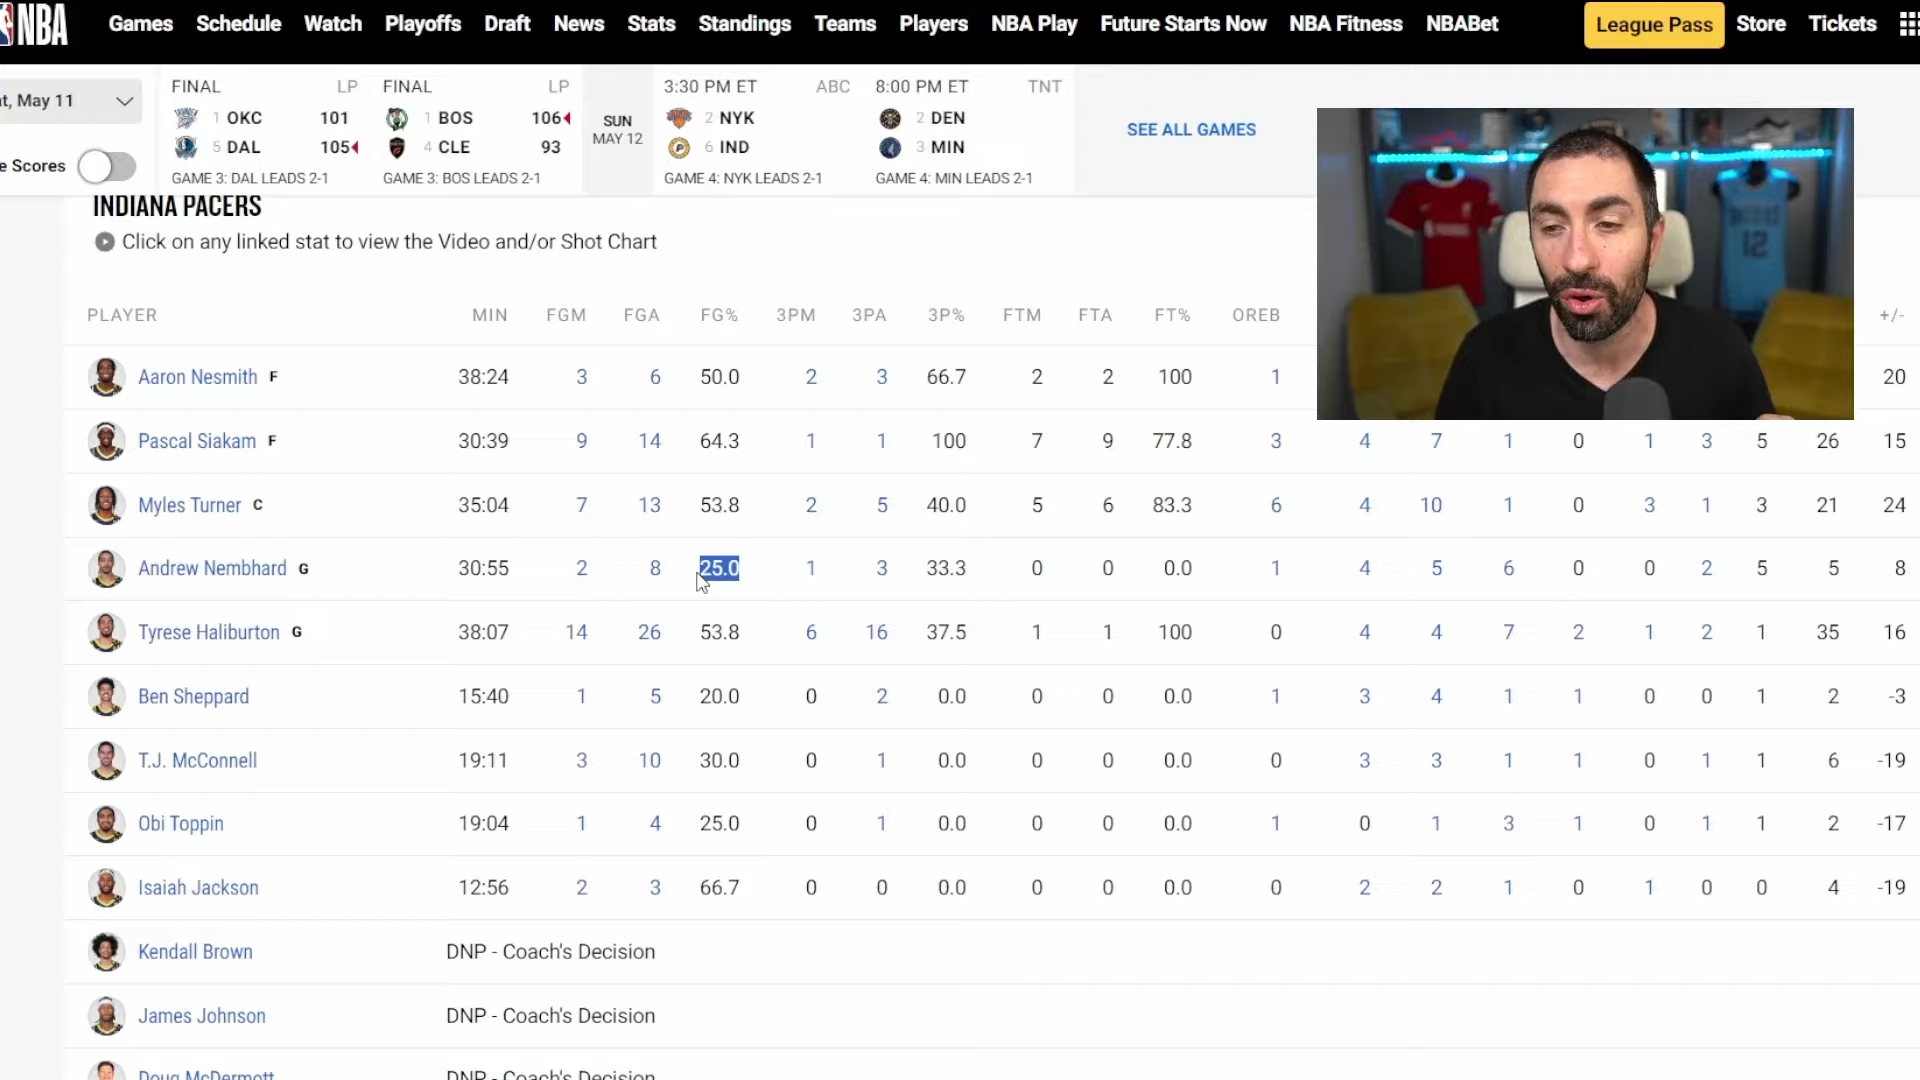 NBA Games Schedule Watch Playoffs Draft News Stats Standings Teams Players NBA Play Future Starts Now NBA Fitness NBABet League Pass Store Tickets
t, May 11
e Scores
FINAL LP
1 OKC 101
5 DAL 105
GAME 3: DAL LEADS 2-1
FINAL LP
1 BOS 106
4 CLE 93
GAME 3: BOS LEADS 2-1
SUN
MAY 12
3:30 PM ET ABC
2 NYK
6 IND
GAME 4: NYK LEADS 2-1
8:00 PM ET TNT
2 DEN
3 MIN
GAME 4: MIN LEADS 2-1
SEE ALL GAMES
12
INDIANA PACERS
Click on any linked stat to view the Video and/or Shot Chart
PLAYER MIN FGM FGA FG% 3PM 3PA 3P% FTM FTA FT% OREB +/-
Aaron Nesmith F 38:24 3 6 50.0 2 3 66.7 2 2 100 1 20
Pascal Siakam F 30:39 9 14 64.3 1 1 100 7 9 77.8 3 4 7 1 0 1 3 5 26 15
Myles Turner C 35:04 7 13 53.8 2 5 40.0 5 6 83.3 6 4 10 1 0 3 1 3 21 24
Andrew Nembhard G 30:55 2 8 25.0 1 3 33.3 0 0 0.0 1 4 5 6 0 0 2 5 5 8
Tyrese Haliburton G 38:07 14 26 53.8 6 16 37.5 1 1 100 0 4 4 7 2 1 2 1 35 16
Ben Sheppard 15:40 1 5 20.0 0 2 0.0 0 0 0.0 1 3 4 1 1 0 0 1 2 -3
T.J. McConnell 19:11 3 10 30.0 0 1 0.0 0 0 0.0 0 3 3 1 1 0 1 1 6 -19
Obi Toppin 19:04 1 4 25.0 0 1 0.0 0 0 0.0 1 0 1 3 1 0 1 1 2 -17
Isaiah Jackson 12:56 2 3 66.7 0 0 0.0 0 0 0.0 0 2 2 1 0 1 0 0 4 -19
Kendall Brown DNP - Coach's Decision
James Johnson DNP - Coach's Decision
Doug McDermott DNP - Coach's Decision